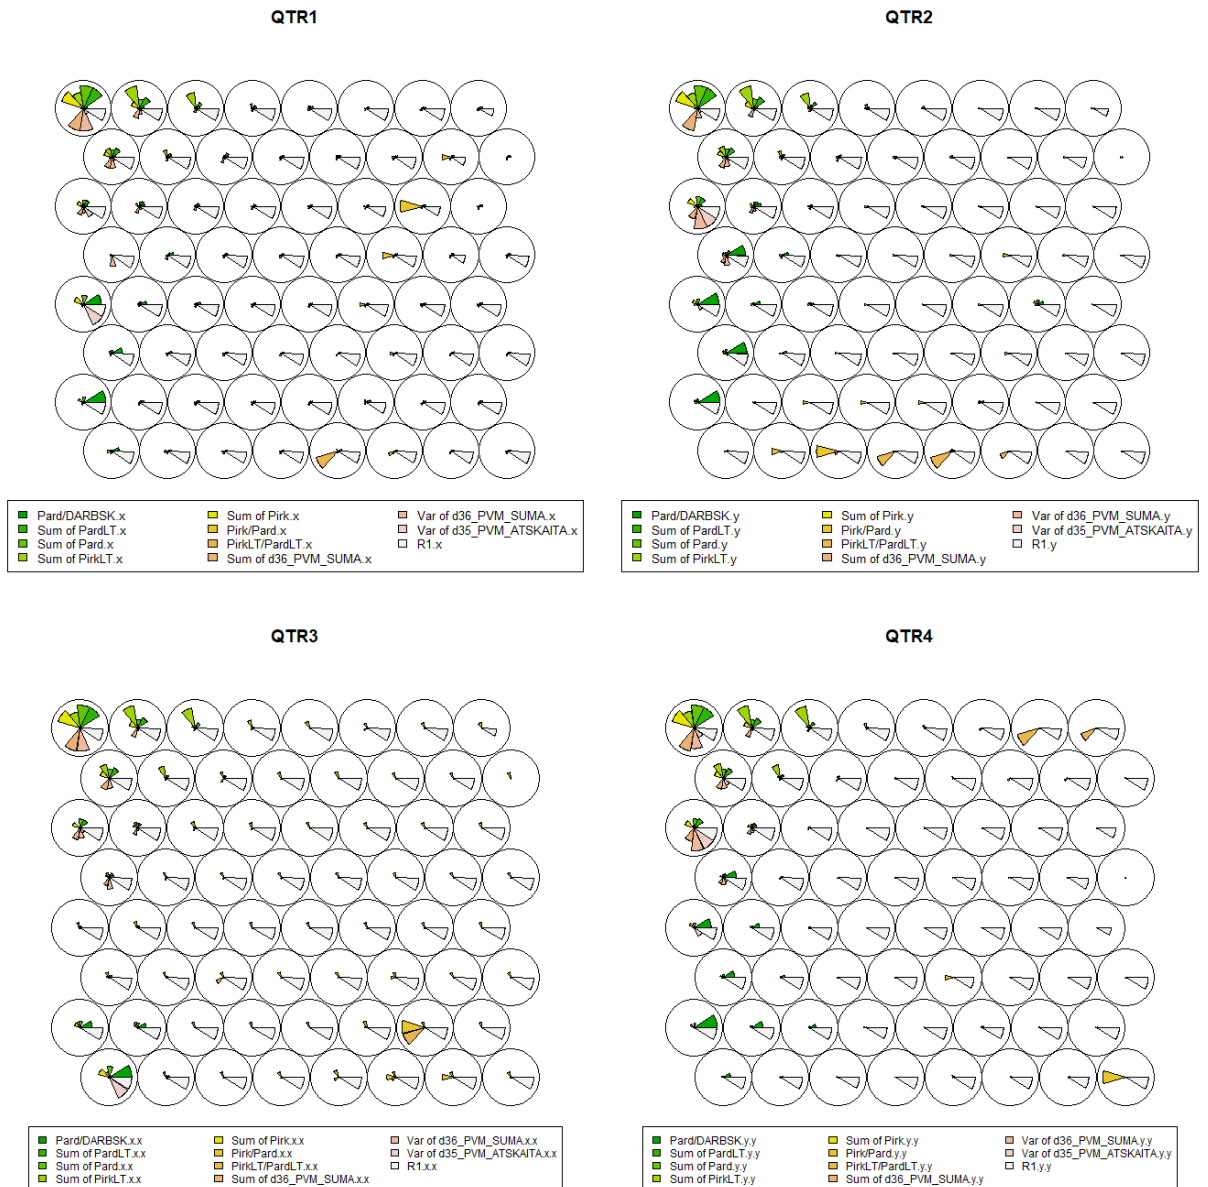 QTR1
QTR2
Pard/DARBSK.x Sum of Pirk.x Var of d36_PVM_SUMA.x
Sum of PardLT.x Pirk/Pard.x Var of d35_PVM_ATSKAITA.x
Sum of Pard.x PirkLT/PardLT.x R1.x
Sum of PirkLT.x Sum of d36_PVM_SUMA.x
Pard/DARBSK.y Sum of Pirk.y Var of d36_PVM_SUMA.y
Sum of PardLT.y Pirk/Pard.y Var of d35_PVM_ATSKAITA.y
Sum of Pard.y PirkLT/PardLT.y R1.y
Sum of PirkLT.y Sum of d36_PVM_SUMA.y
QTR3
QTR4
Pard/DARBSK.x.x Sum of Pirk.x.x Var of d36_PVM_SUMA.x.x
Sum of PardLT.x.x Pirk/Pard.x.x Var of d35_PVM_ATSKAITA.x.x
Sum of Pard.x.x PirkLT/PardLT.x.x R1.x.x
Sum of PirkLT.x.x Sum of d36_PVM_SUMA.x.x
Pard/DARBSK.y.y Sum of Pirk.y.y Var of d36_PVM_SUMA.y.y
Sum of PardLT.y.y Pirk/Pard.y.y Var of d35_PVM_ATSKAITA.y.y
Sum of Pard.y.y PirkLT/PardLT.y.y R1.y.y
Sum of PirkLT.y.y Sum of d36_PVM_SUMA.y.y